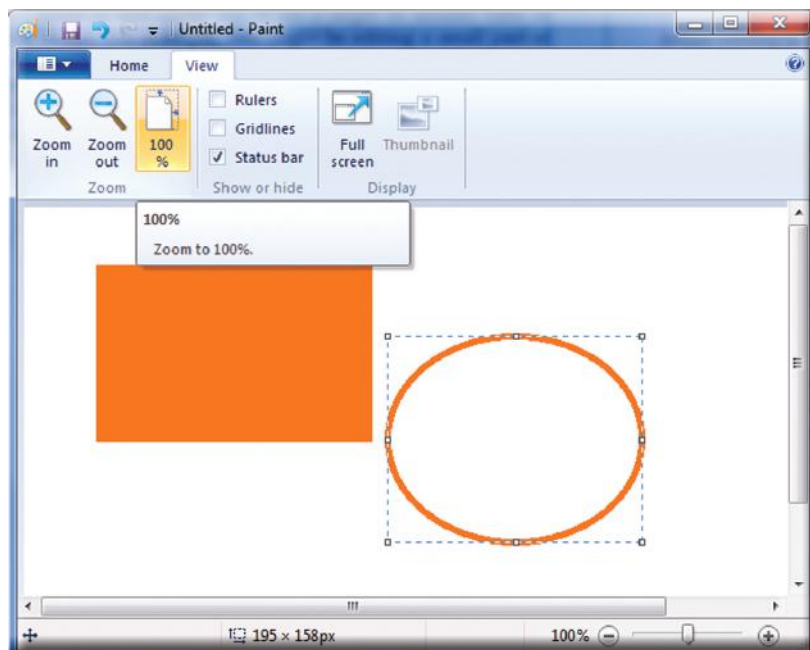 Untitled - Paint
Home View
Rulers
Gridlines
Status bar
Zoom in
Zoom out
100 %
Full screen
Thumbnail
Zoom
Show or hide
Display
100%
Zoom to 100%.
195 × 158px
100%